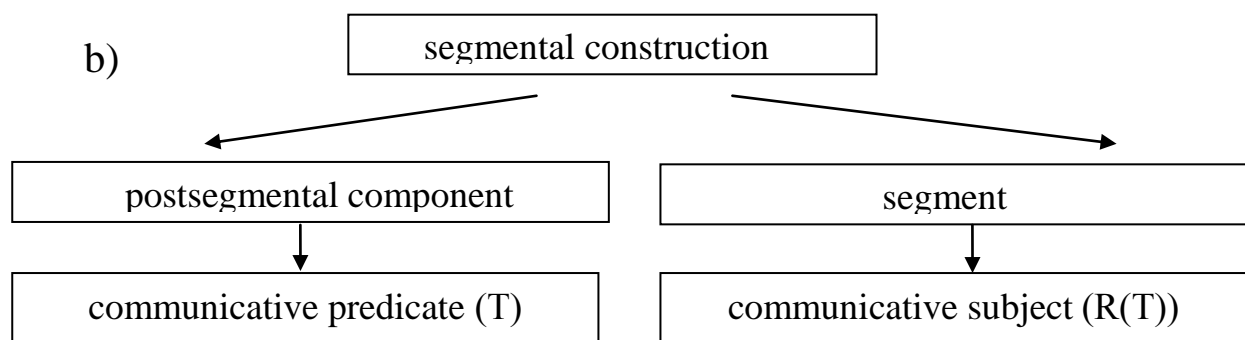 b)
segmental construction
postsegmental component
segment
communicative predicate (T)
communicative subject (R(T))